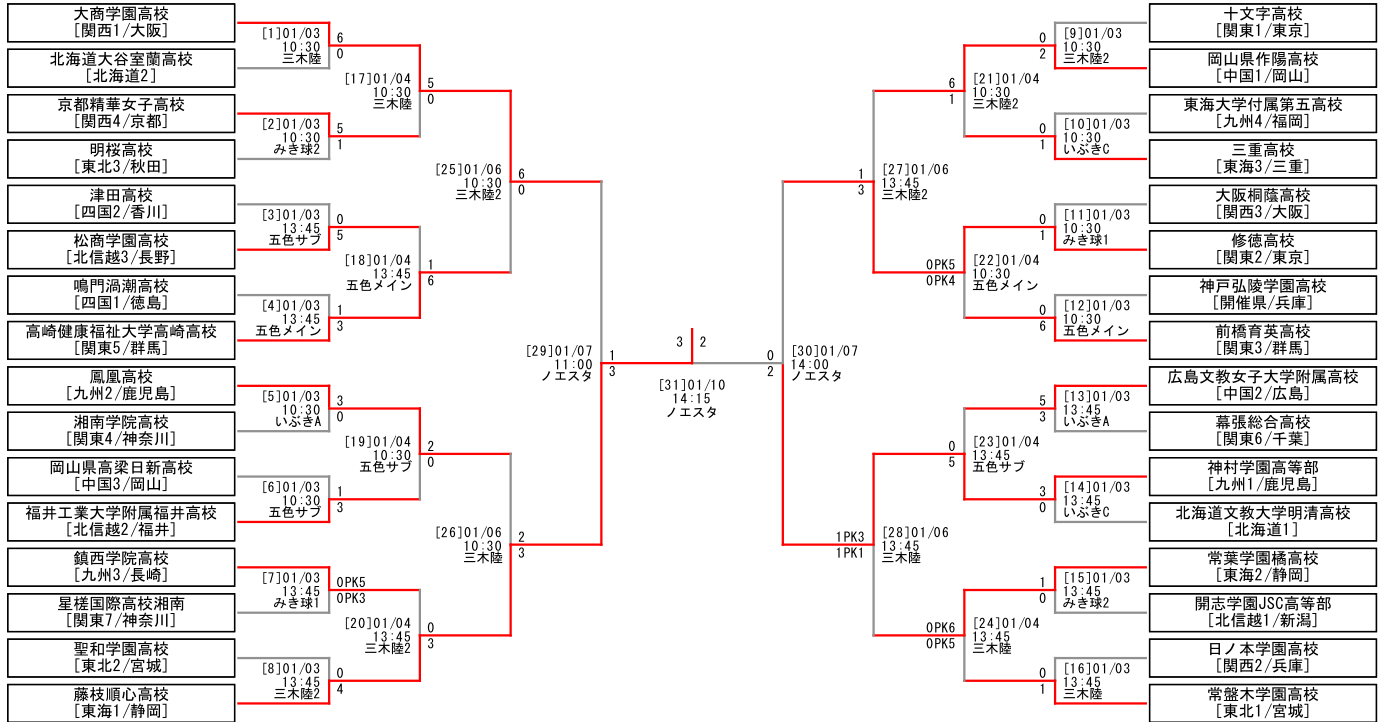 大商学園高校
[関西1/大阪]
北海道大谷室蘭高校
[北海道2]
京都精華女子高校
[関西4/京都]
明桜高校
[東北3/秋田]
津田高校
[四国2/香川]
松商学園高校
[北信越3/長野]
鳴門渦潮高校
[四国1/徳島]
高崎健康福祉大学高崎高校
[関東5/群馬]
鳳凰高校
[九州2/鹿児島]
湘南学院高校
[関東4/神奈川]
岡山県高梁日新高校
[中国3/岡山]
福井工業大学附属福井高校
[北信越2/福井]
鎮西学院高校
[九州3/長崎]
星槎国際高校湘南
[関東7/神奈川]
聖和学園高校
[東北2/宮城]
藤枝順心高校
[東海1/静岡]
[1]01/03
10:30
三木陸
6
0
[2]01/03
10:30
みき球2
5
1
[3]01/03
13:45
五色サブ
0
5
[4]01/03
13:45
五色メイン
1
3
[5]01/03
10:30
いぶきA
3
0
[6]01/03
10:30
五色サブ
1
3
[7]01/03
13:45
みき球1
0PK5
0PK3
[8]01/03
13:45
三木陸2
0
4
[17]01/04
10:30
三木陸
5
0
[18]01/04
13:45
五色メイン
1
6
[19]01/04
10:30
五色サブ
2
0
[20]01/04
13:45
三木陸2
0
3
[25]01/06
10:30
三木陸2
6
0
[26]01/06
10:30
三木陸
2
3
[29]01/07
11:00
ノエスタ
1
3
3
2
[31]01/10
14:15
ノエスタ
0
2
[30]01/07
14:00
ノエスタ
1
3
[27]01/06
13:45
三木陸2
1PK3
1PK1
[28]01/06
13:45
三木陸
6
1
[21]01/04
10:30
三木陸2
0PK5
0PK4
[22]01/04
10:30
五色メイン
0
5
[23]01/04
13:45
五色サブ
0PK6
0PK5
[24]01/04
13:45
三木陸
0
2
[9]01/03
10:30
三木陸2
0
1
[10]01/03
10:30
いぶきC
0
1
[11]01/03
10:30
みき球1
0
6
[12]01/03
10:30
五色メイン
5
3
[13]01/03
13:45
いぶきA
3
0
[14]01/03
13:45
いぶきC
1
0
[15]01/03
13:45
みき球2
0
1
[16]01/03
13:45
三木陸
十文字高校
[関東1/東京]
岡山県作陽高校
[中国1/岡山]
東海大学付属第五高校
[九州4/福岡]
三重高校
[東海3/三重]
大阪桐蔭高校
[関西3/大阪]
修徳高校
[関東2/東京]
神戸弘陵学園高校
[開催県/兵庫]
前橋育英高校
[関東3/群馬]
広島文教女子大学附属高校
[中国2/広島]
幕張総合高校
[関東6/千葉]
神村学園高等部
[九州1/鹿児島]
北海道文教大学明清高校
[北海道1]
常葉学園橘高校
[東海2/静岡]
開志学園JSC高等部
[北信越1/新潟]
日ノ本学園高校
[関西2/兵庫]
常盤木学園高校
[東北1/宮城]